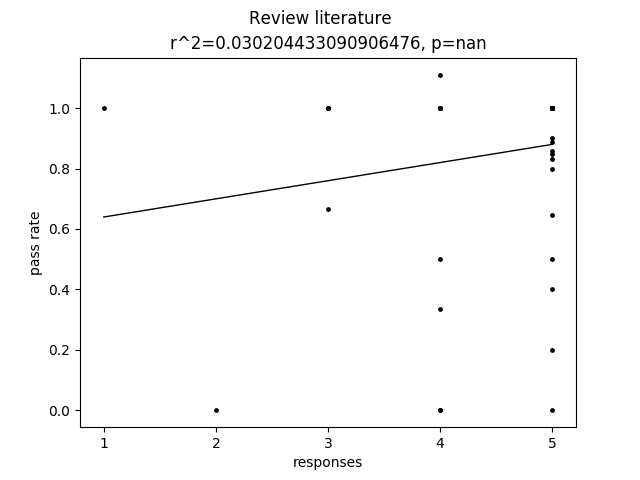 Review literature
r^2=0.030204433090906476, p=nan
1.0
0.8
0.6
0.4
0.2
0.0
pass rate
1 2 3 4 5
responses